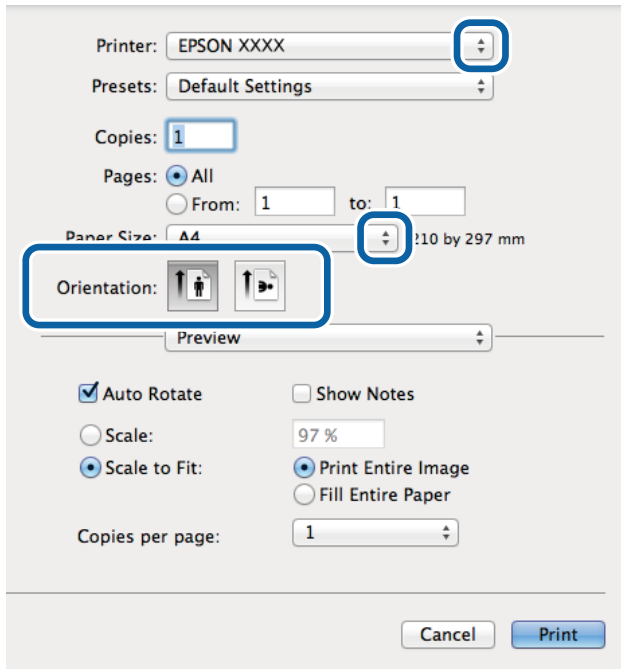 Printer: EPSON XXXX
Presets: Default Settings
Copies: 1
Pages: All
From: 1 to: 1
Paper Size: A4 210 by 297 mm
Orientation:
Preview
Auto Rotate Show Notes
Scale: 97 %
Scale to Fit: Print Entire Image
Fill Entire Paper
Copies per page: 1
Cancel Print